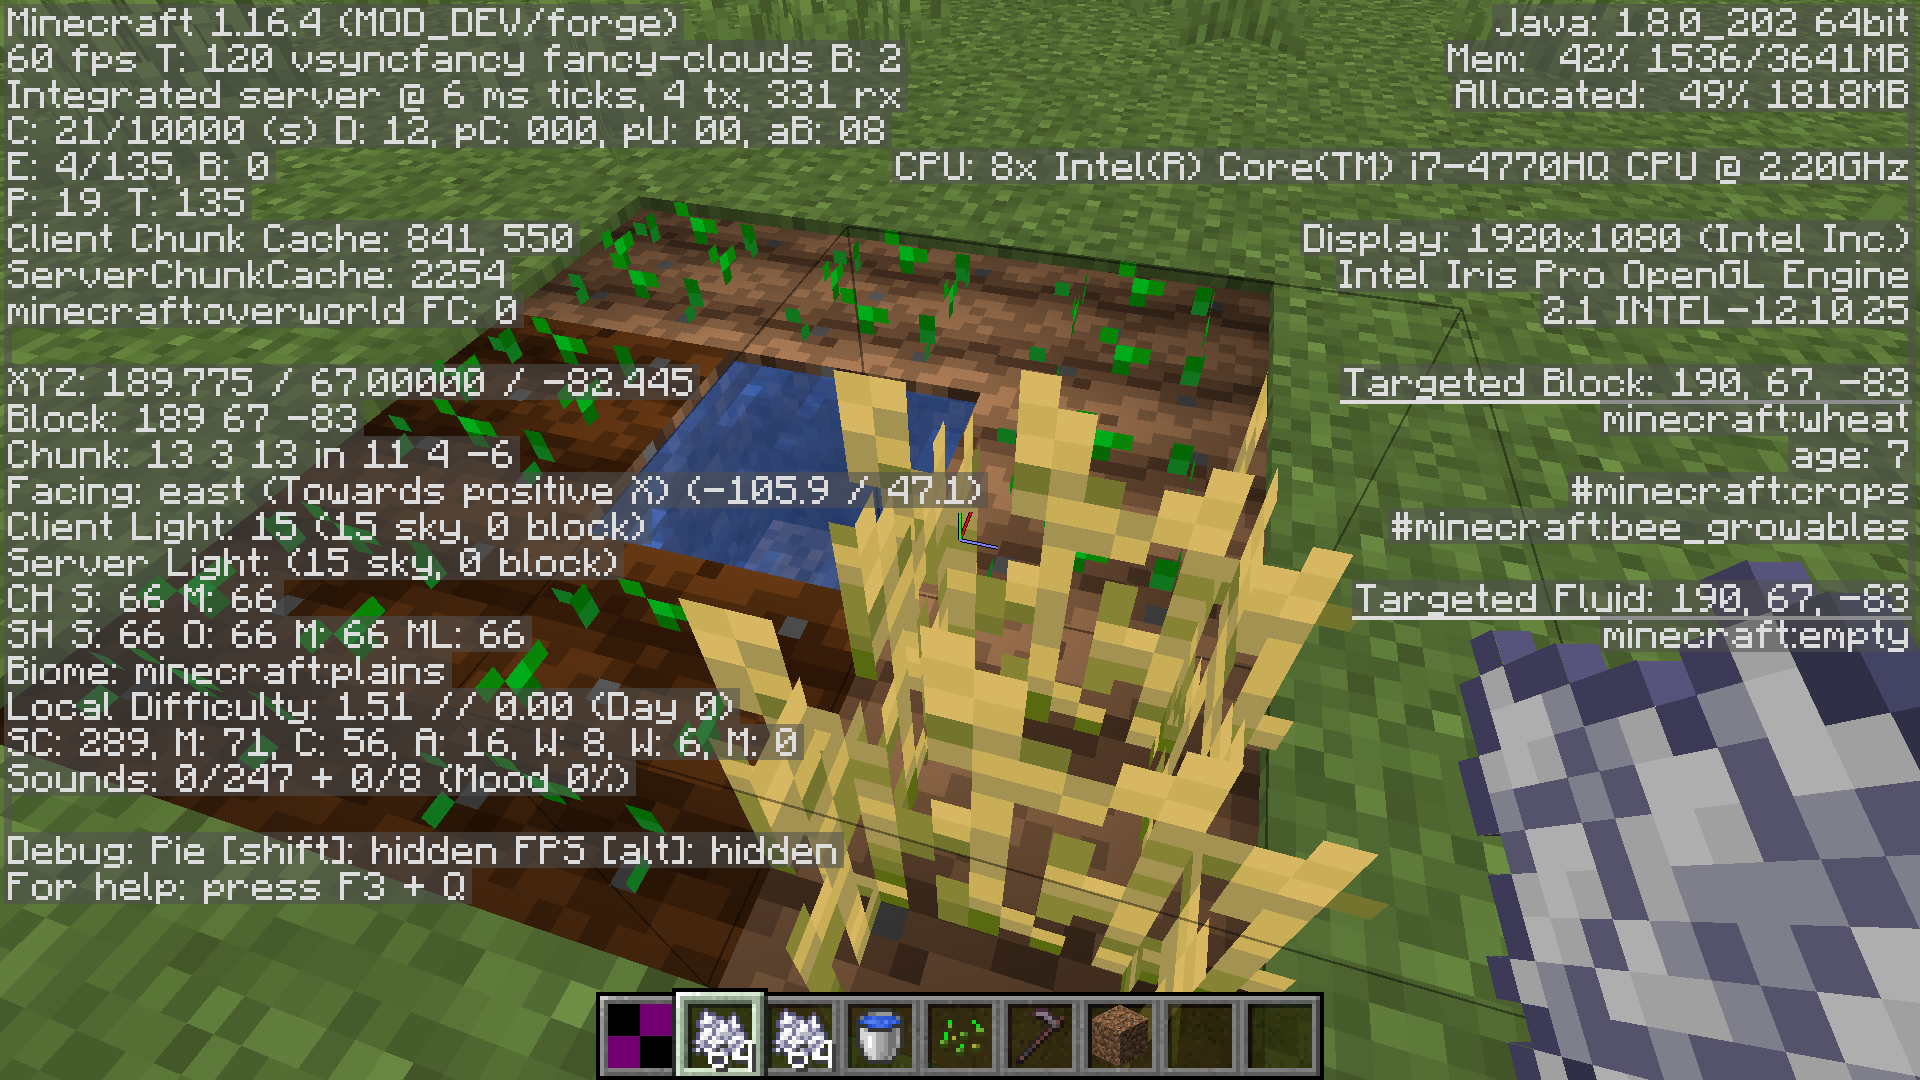 Minecraft 1.16.4 (MOD_DEV/forge)
60 fps T: 120 vsyncfancy fancy-clouds B: 2
Integrated server @ 6 ms ticks, 4 tx, 331 rx
C: 21/10000 (s) D: 12, pC: 000, pU: 00, aB: 08
E: 4/135, B: 0
P: 19. T: 135
Client Chunk Cache: 841, 550
ServerChunkCache: 2254
minecraft:overworld FC: 0
XYZ: 189.775 / 67.00000 / -82.445
Block: 189 67 -83
Chunk: 13 3 13 in 11 4 -6
Facing: east (Towards positive X) (-105.9 / 47.1)
Client Light: 15 (15 sky, 0 block)
Server Light: (15 sky, 0 block)
CH S: 66 M: 66
SH S: 66 O: 66 M: 66 ML: 66
Biome: minecraft:plains
Local Difficulty: 1.51 // 0.00 (Day 0)
SC: 289, M: 71, C: 56, A: 16, W: 8, W: 6, M: 0
Sounds: 0/247 + 0/8 (Mood 0%)
Debug: Pie [shift]: hidden FPS [alt]: hidden
For help: press F3 + Q
Java: 1.8.0_202 64bit
Mem: 42% 1536/3641MB
Allocated: 49% 1818MB
CPU: 8x Intel(R) Core(TM) i7-4770HQ CPU @ 2.20GHz
Display: 1920x1080 (Intel Inc.)
Intel Iris Pro OpenGL Engine
2.1 INTEL-12.10.25
Targeted Block: 190, 67, -83
minecraft:wheat
age: 7
#minecraft:crops
#minecraft:bee_growables
Targeted Fluid: 190, 67, -83
minecraft:empty
64
64